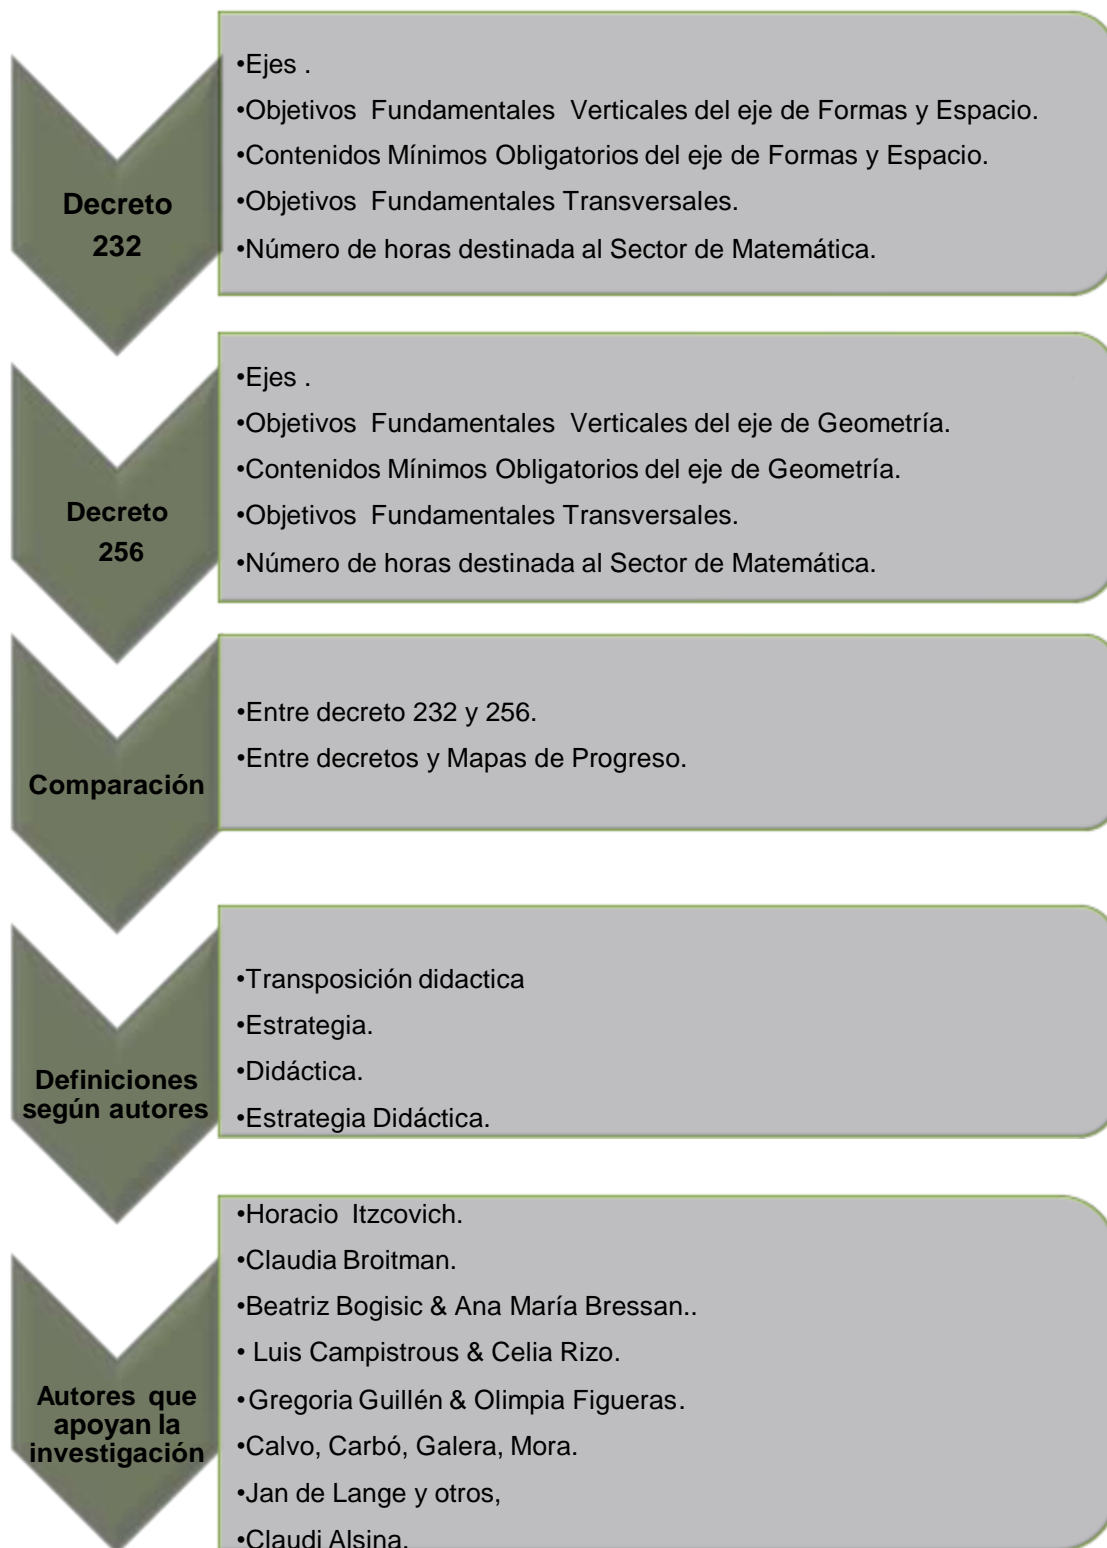 Decreto
232
•Ejes .
•Objetivos Fundamentales Verticales del eje de Formas y Espacio.
•Contenidos Mínimos Obligatorios del eje de Formas y Espacio.
•Objetivos Fundamentales Transversales.
•Número de horas destinada al Sector de Matemática.
Decreto
256
•Ejes .
•Objetivos Fundamentales Verticales del eje de Geometría.
•Contenidos Mínimos Obligatorios del eje de Geometría.
•Objetivos Fundamentales Transversales.
•Número de horas destinada al Sector de Matemática.
Comparación
•Entre decreto 232 y 256.
•Entre decretos y Mapas de Progreso.
Definiciones
según autores
•Transposición didactica
•Estrategia.
•Didáctica.
•Estrategia Didáctica.
Autores que
apoyan la
investigación
•Horacio Itzcovich.
•Claudia Broitman.
•Beatriz Bogisic & Ana María Bressan..
• Luis Campistrous & Celia Rizo.
•Gregoria Guillén & Olimpia Figueras.
•Calvo, Carbó, Galera, Mora.
•Jan de Lange y otros,
•Claudi Alsina.